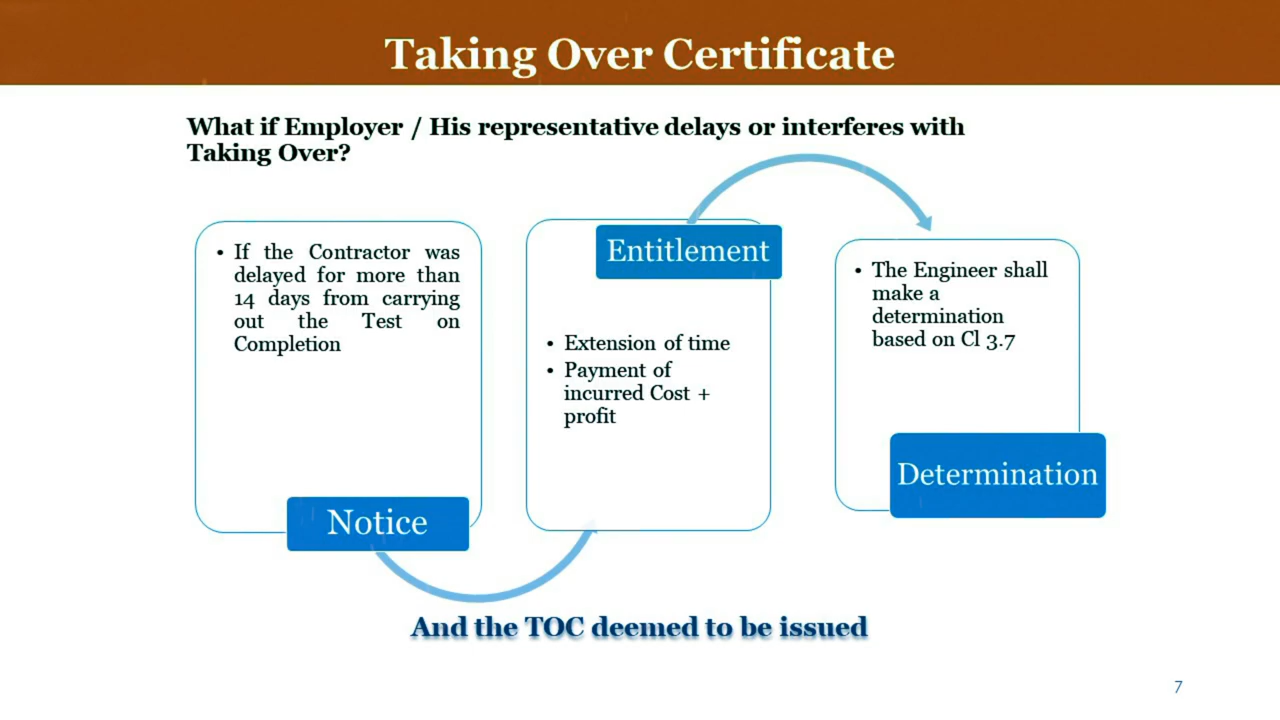 Taking Over Certificate
What if Employer / His representative delays or interferes with
Taking Over?
• If the Contractor was
delayed for more than
14 days from carrying
out the Test on
Completion
Notice
Entitlement
• Extension of time
• Payment of
incurred Cost +
profit
• The Engineer shall
make a
determination
based on Cl 3.7
Determination
And the TOC deemed to be issued
7